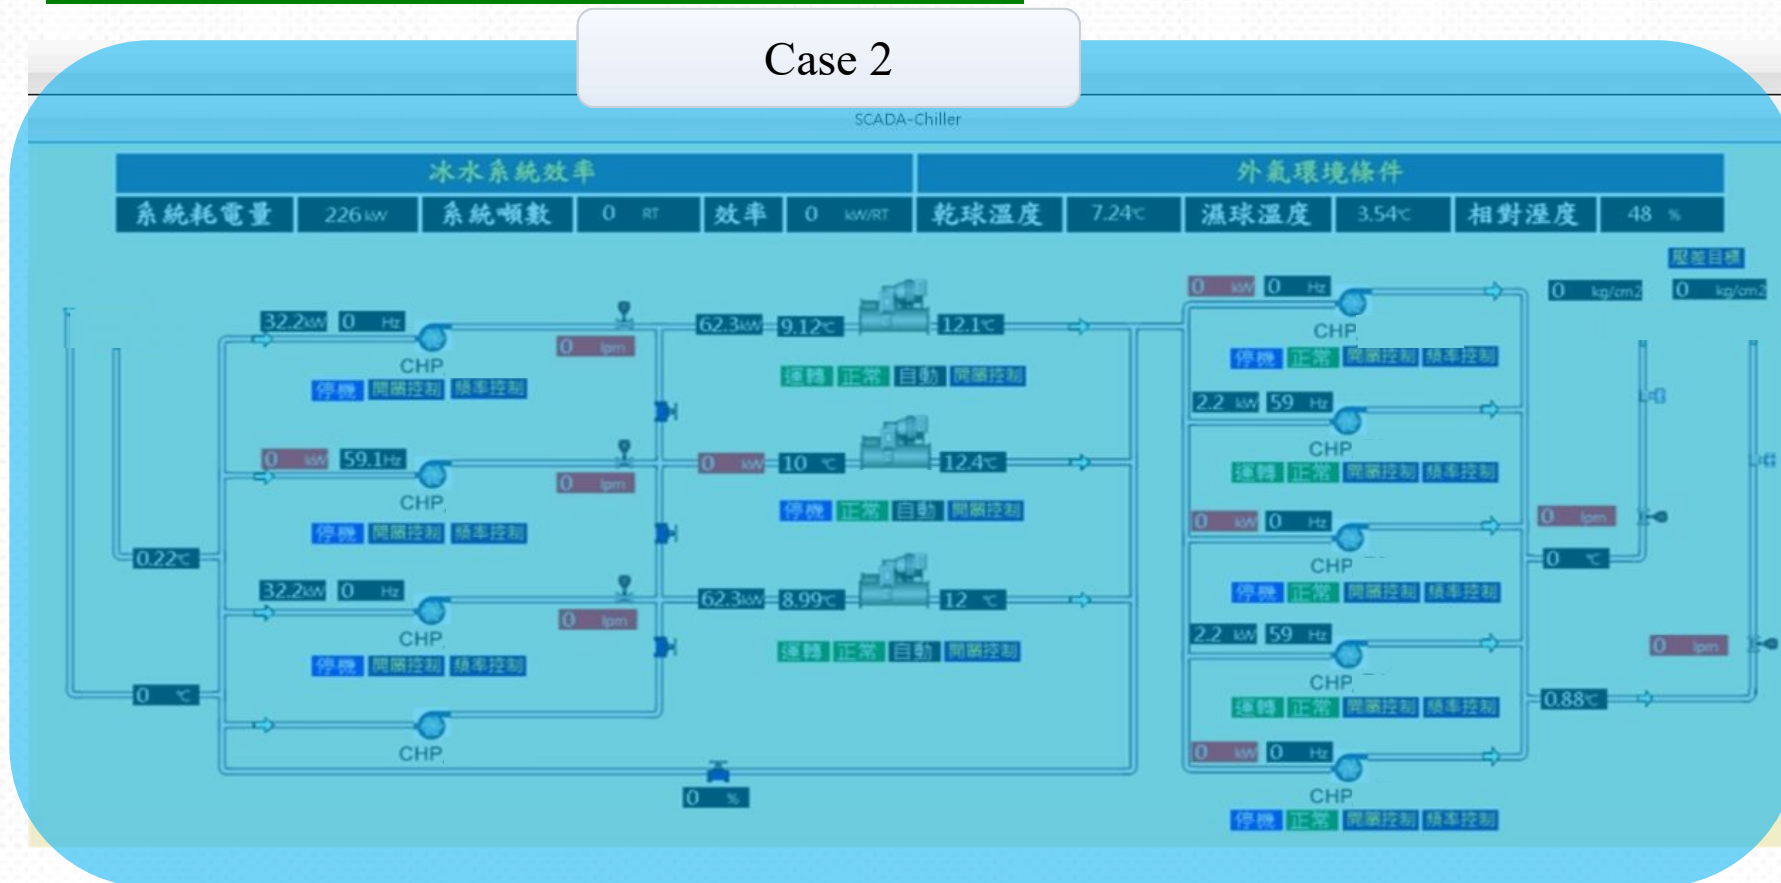 Case 2
SCADA-Chiller
冰水系統效率 外氣環境條件
系統耗電量 226 kW 系統噸數 0 RT 效率 0 kW/RT 乾球溫度 7.24℃ 濕球溫度 3.54℃ 相對溼度 48 %
壓差目標
0 kg/cm2 0 kg/cm2
32.2kW 0 Hz
CHP
停機 開關控制 頻率控制
0 lpm
62.3kW 9.12℃ 12.1℃
運轉 正常 自動 開關控制
0 kW 0 Hz
CHP
停機 正常 開關控制 頻率控制
2.2 kW 59 Hz
CHP
運轉 正常 開關控制 頻率控制
0 kW 59.1Hz
CHP
停機 開關控制 頻率控制
0 lpm
0 kW 10 ℃ 12.4℃
停機 正常 自動 開關控制
0 kW 0 Hz
CHP
停機 正常 開關控制 頻率控制
0 lpm
0 ℃
0.22℃
32.2kW 0 Hz
CHP
停機 開關控制 頻率控制
0 lpm
62.3kW 8.99℃ 12 ℃
運轉 正常 自動 開關控制
2.2 kW 59 Hz
CHP
運轉 正常 開關控制 頻率控制
0 lpm
0.88℃
0 ℃
CHP
0 %
0 kW 0 Hz
CHP
停機 正常 開關控制 頻率控制